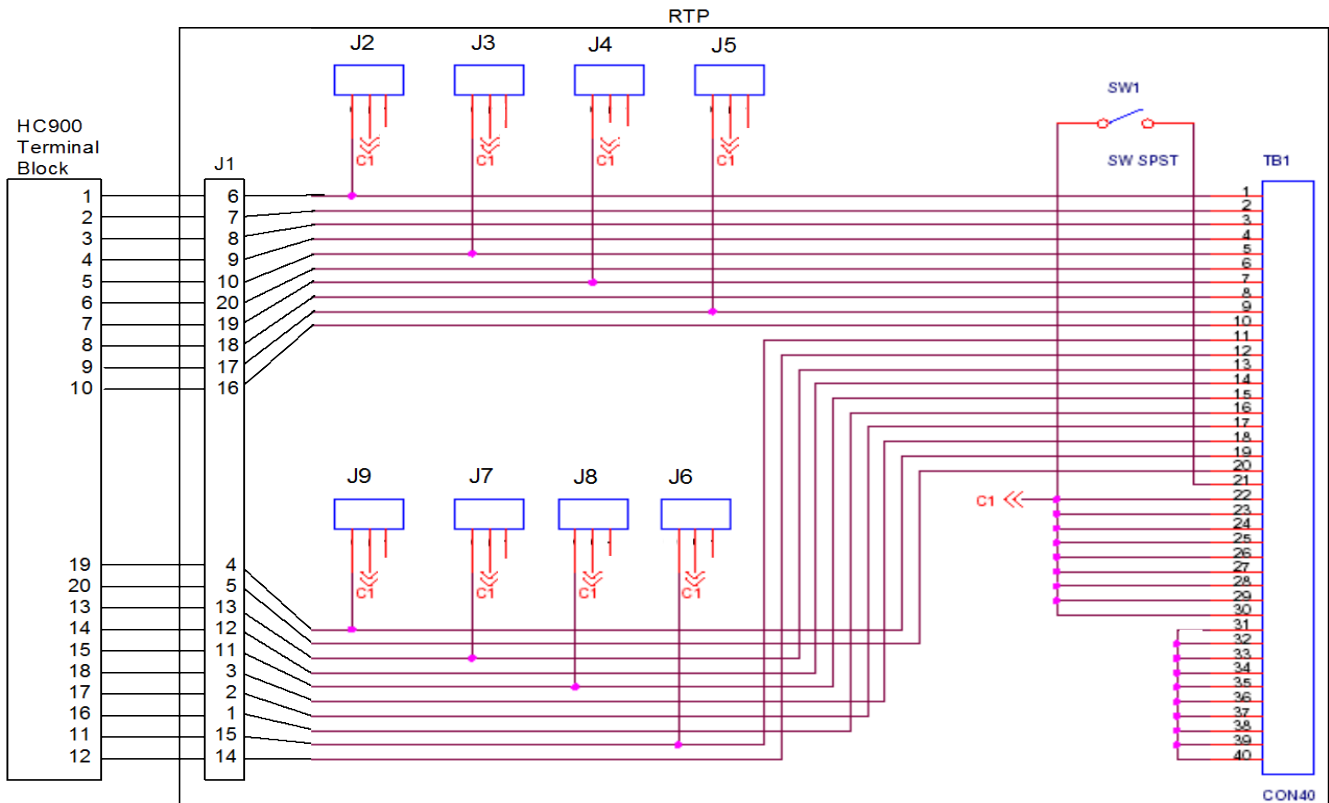 RTP
J2 J3 J4 J5
SW1
HC900
Terminal
Block
J1
SW SPST
TB1
1 6 1
2 7 2
3 8 3
4 9 4
5 10 5
6 20 6
7 19 7
8 18 8
9 17 9
10 16 10
C1 C1 C1 C1
11
12
13
14
15
16
17
18
19
20
21
22
23
24
25
26
27
28
29
30
31
32
33
34
35
36
37
38
39
40
J9 J7 J8 J6
C1
C1 C1 C1 C1
19 4
20 5
13 13
14 12
15 11
18 3
17 2
16 1
11 15
12 14
CON40